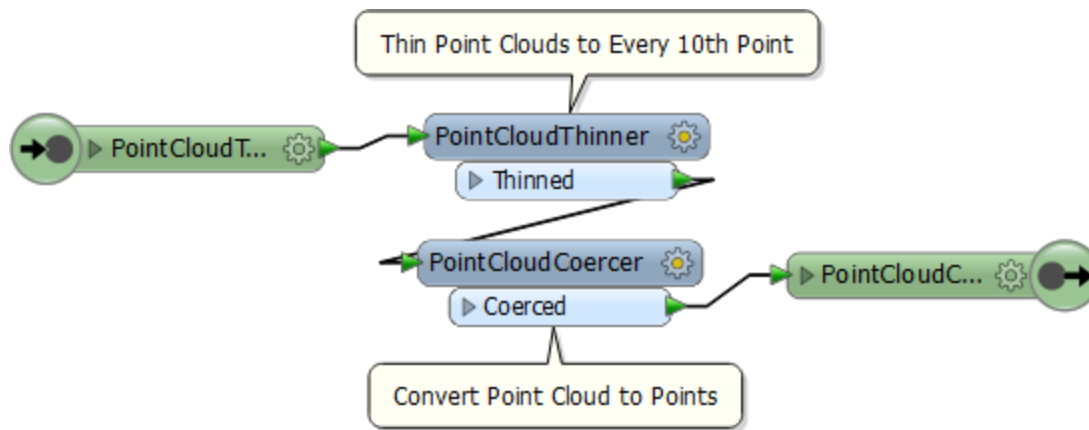 Thin Point Clouds to Every 10th Point
PointCloudT...
PointCloudThinner
Thinned
PointCloudCoercer
PointCloudC...
Coerced
Convert Point Cloud to Points